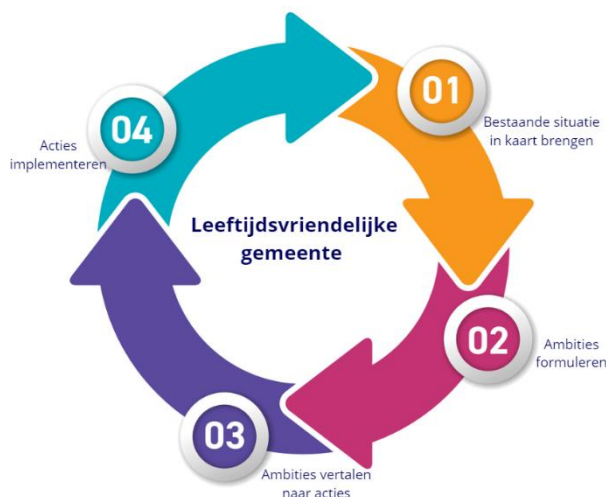 01
Bestaande situatie
in kaart brengen
04
Acties
implementeren
Leeftijdsvriendelijke
gemeente
02
Ambities
formuleren
03
Ambities vertalen
naar acties